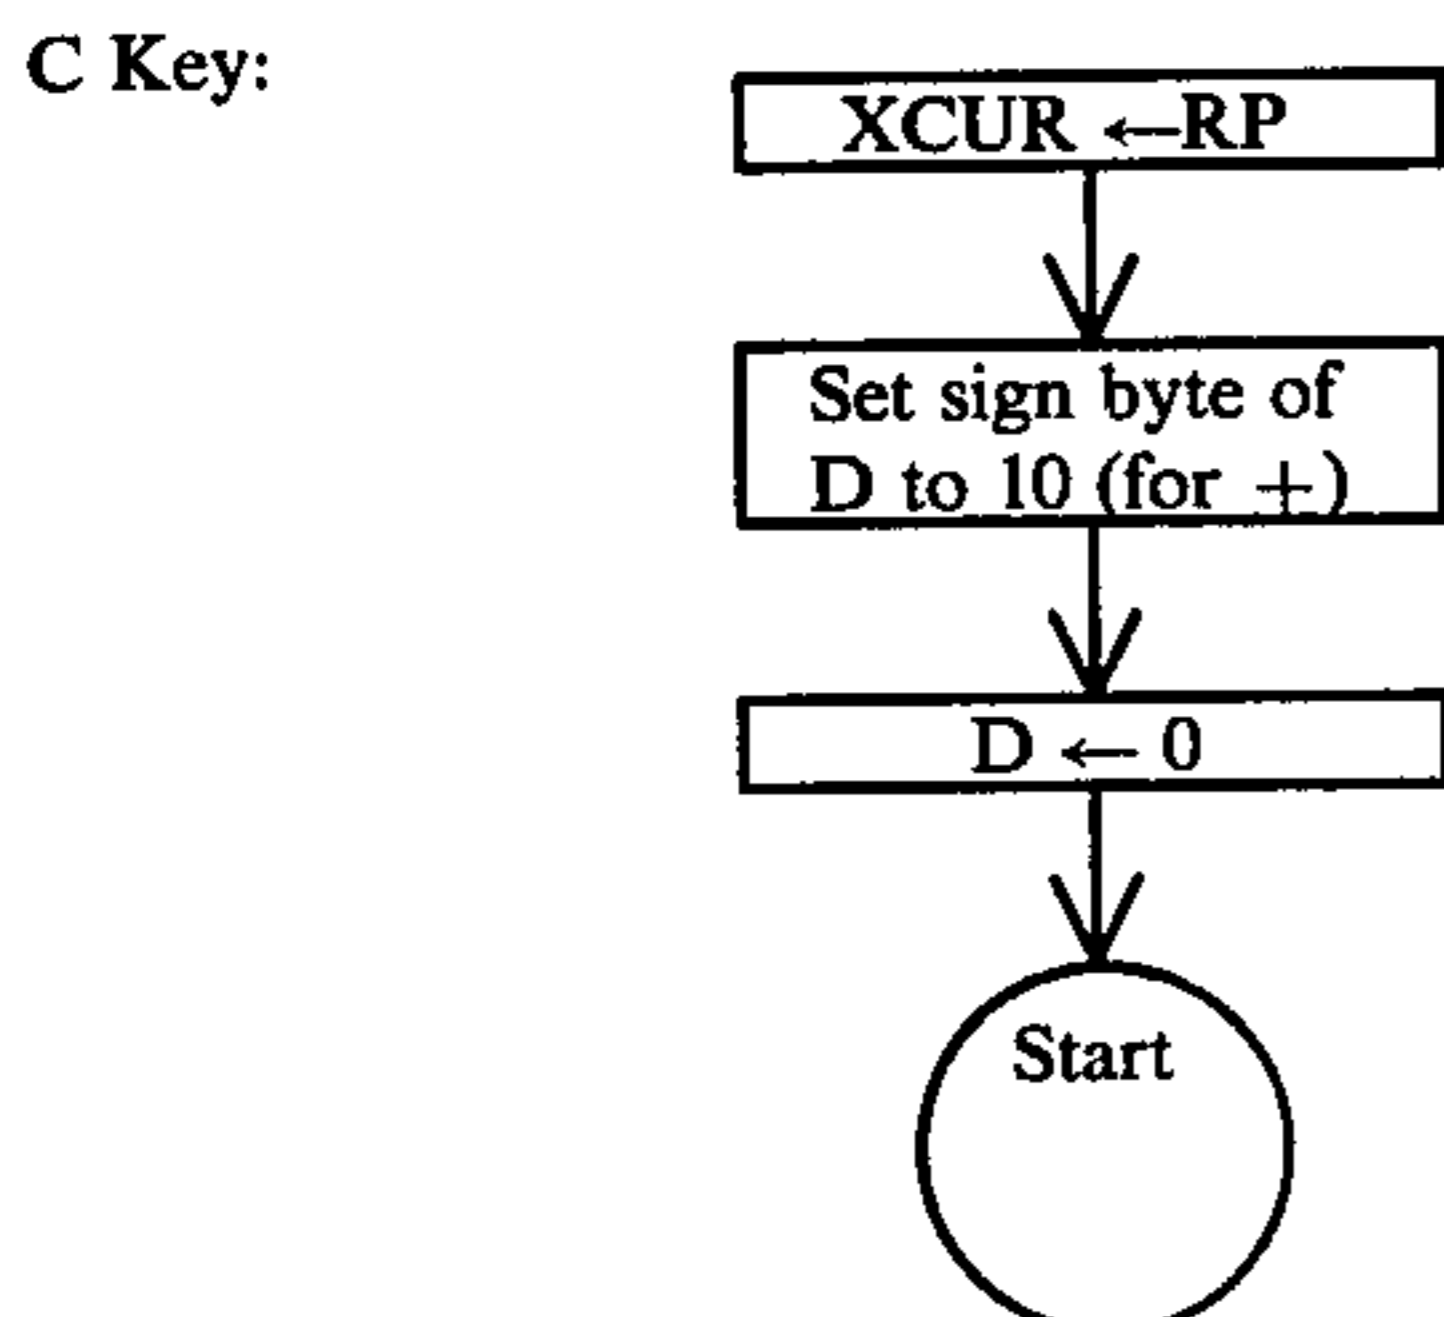 C Key:
XCUR ←RP
Set sign byte of
D to 10 (for +)
D ← 0
Start